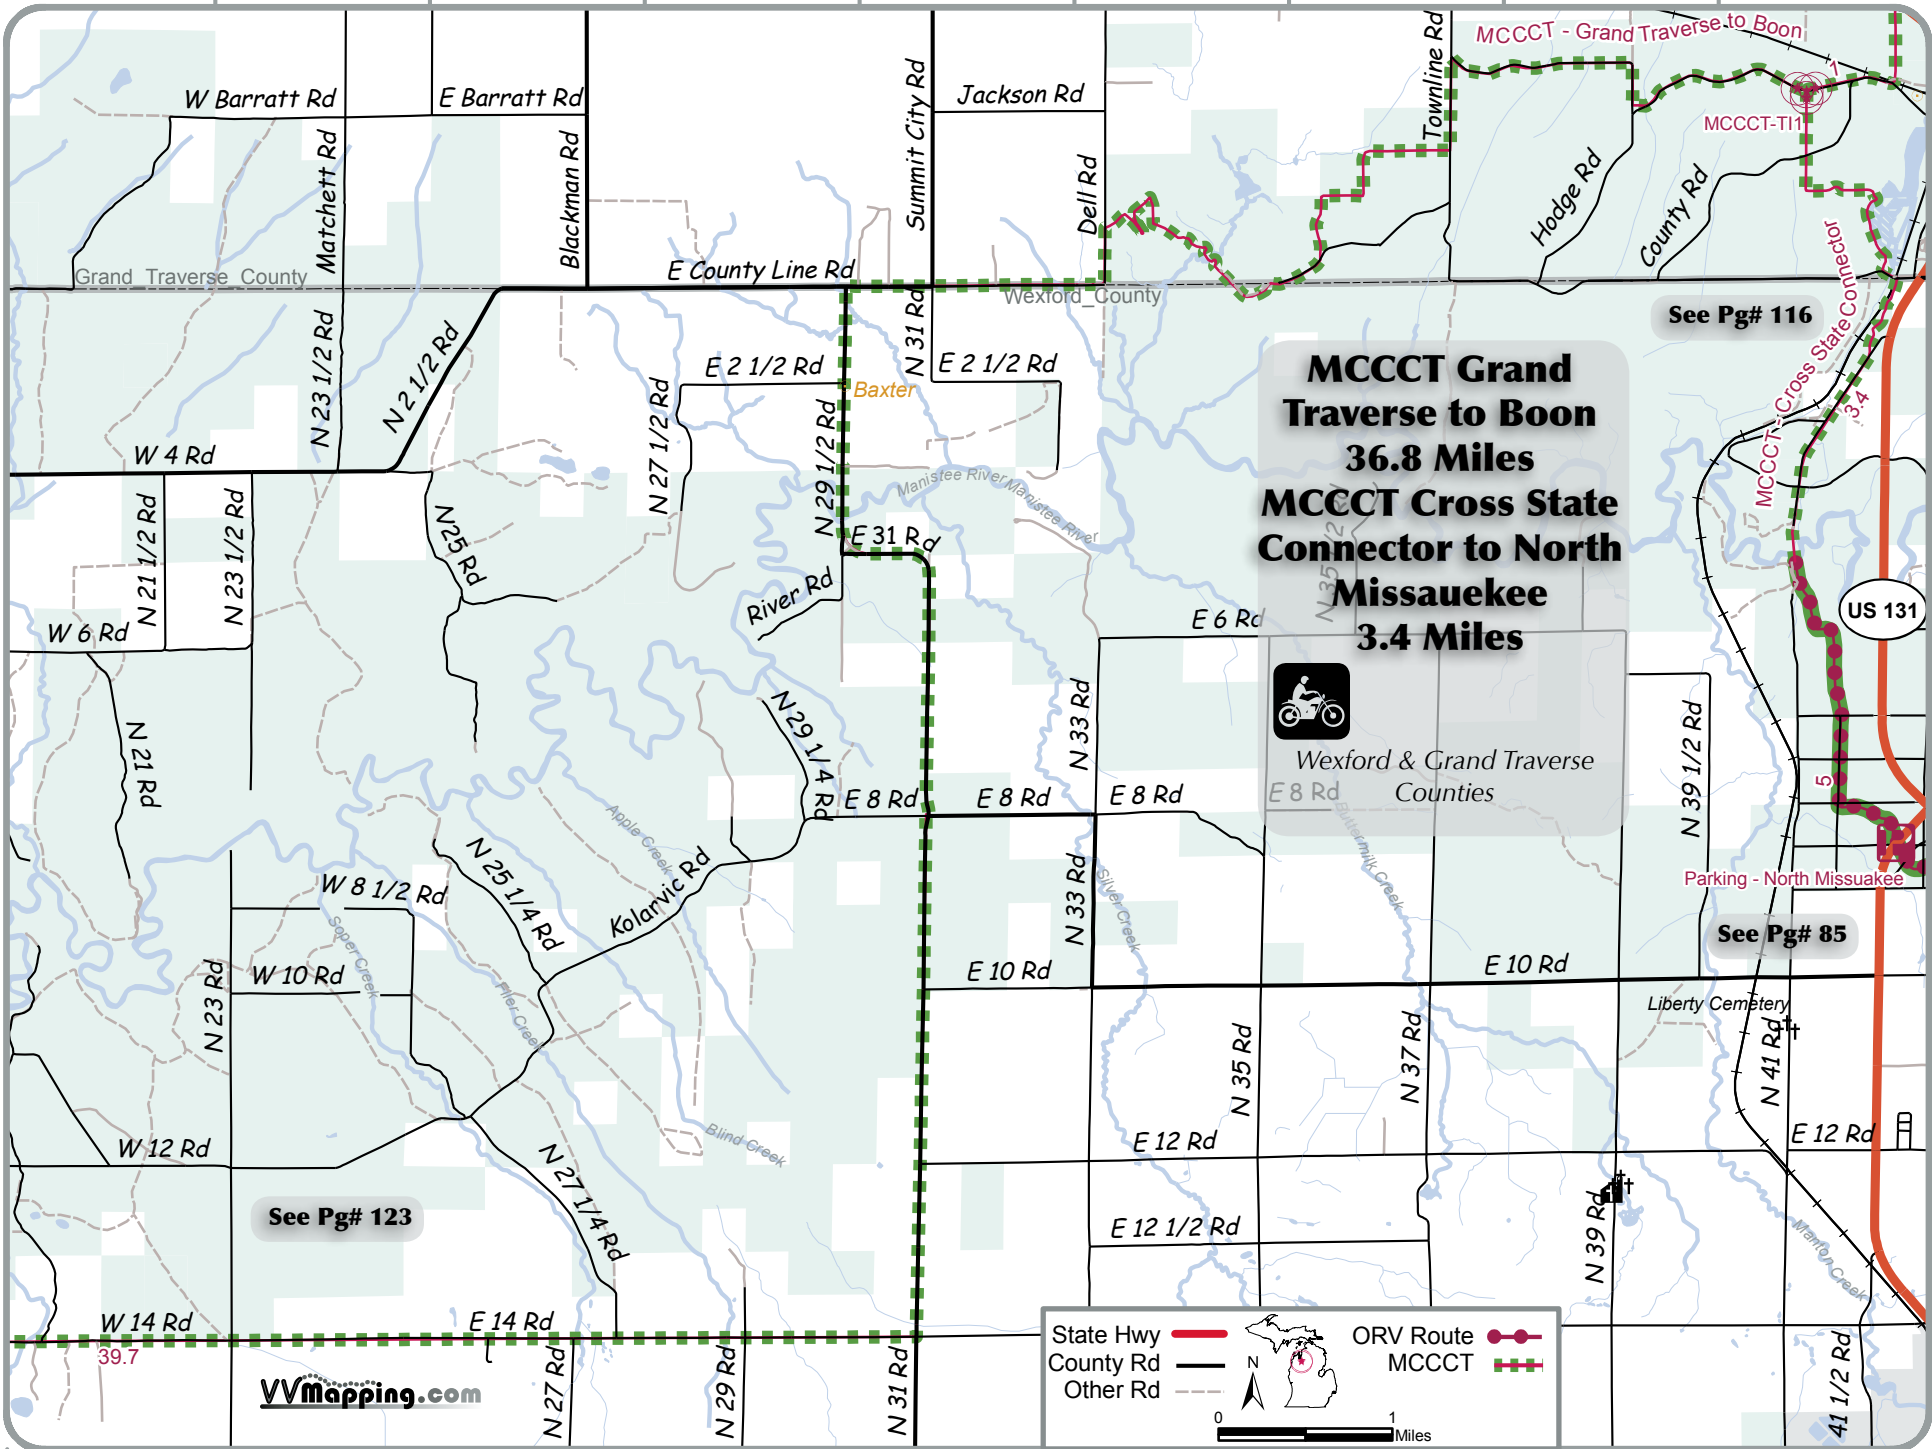 MCCCT - Grand Traverse to Boon
1
MCCCT-TI1
W Barratt Rd
E Barratt Rd
Jackson Rd
Matchett Rd
Blackman Rd
Summit City Rd
Dell Rd
Townline Rd
Hodge Rd
County Rd
Grand_Traverse_County
E County Line Rd
Wexford_County
MCCCT - Cross State Connector
3.4
See Pg# 116
N 23 1/2 Rd
N 2 1/2 Rd
N 27 1/2 Rd
E 2 1/2 Rd
Baxter
N 31 Rd
E 2 1/2 Rd
N 29 1/2 Rd
MCCCT Grand
Traverse to Boon
36.8 Miles
MCCCT Cross State
Connector to North
Missauekee
3.4 Miles
Wexford & Grand Traverse
Counties
W 4 Rd
N 21 1/2 Rd
N 23 1/2 Rd
N25 Rd
Manistee River
Manistee River
E 31 Rd
River Rd
N 35 1/2 Rd
US 131
W 6 Rd
E 6 Rd
N 21 Rd
N 29 1/4 Rd
N 33 Rd
N 39 1/2 Rd
E 8 Rd
E 8 Rd
E 8 Rd
E 8 Rd
5
Apple Creek
Buttermilk Creek
Kolarvic Rd
N 25 1/4 Rd
W 8 1/2 Rd
Soper Creek
Filer Creek
N 33 Rd
Silver Creek
Parking - North Missuakee
See Pg# 85
W 10 Rd
N 23 Rd
E 10 Rd
E 10 Rd
Liberty Cemetery
N 35 Rd
N 37 Rd
N 41 Rd
W 12 Rd
Blind Creek
E 12 Rd
E 12 Rd
N 27 1/4 Rd
See Pg# 123
E 12 1/2 Rd
N 39 Rd
Manton Creek
W 14 Rd
E 14 Rd
39.7
N 27 Rd
N 29 Rd
N 31 Rd
41 1/2 Rd
VVMapping.com
State Hwy
County Rd
Other Rd
N
ORV Route
MCCCT
0
1
Miles